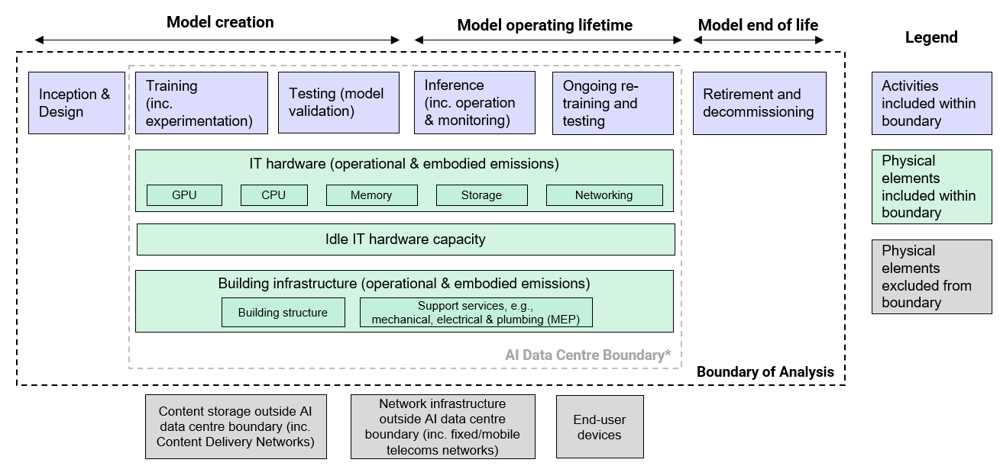 Model creation
Model operating lifetime
Model end of life
Legend
Inception &
Design
Training
(inc.
experimentation)
Testing (model
validation)
Inference
(inc. operation
& monitoring)
Ongoing re-
training and
testing
Retirement and
decommissioning
Activities
included within
boundary
IT hardware (operational & embodied emissions)
GPU
CPU
Memory
Storage
Networking
Physical
elements
included within
boundary
Idle IT hardware capacity
Physical
elements
excluded from
boundary
Building infrastructure (operational & embodied emissions)
Building structure
Support services, e.g.,
mechanical, electrical & plumbing (MEP)
AI Data Centre Boundary*
Boundary of Analysis
Content storage outside AI
data centre boundary (inc.
Content Delivery Networks)
Network infrastructure
outside AI data centre
boundary (inc. fixed/mobile
telecoms networks)
End-user
devices